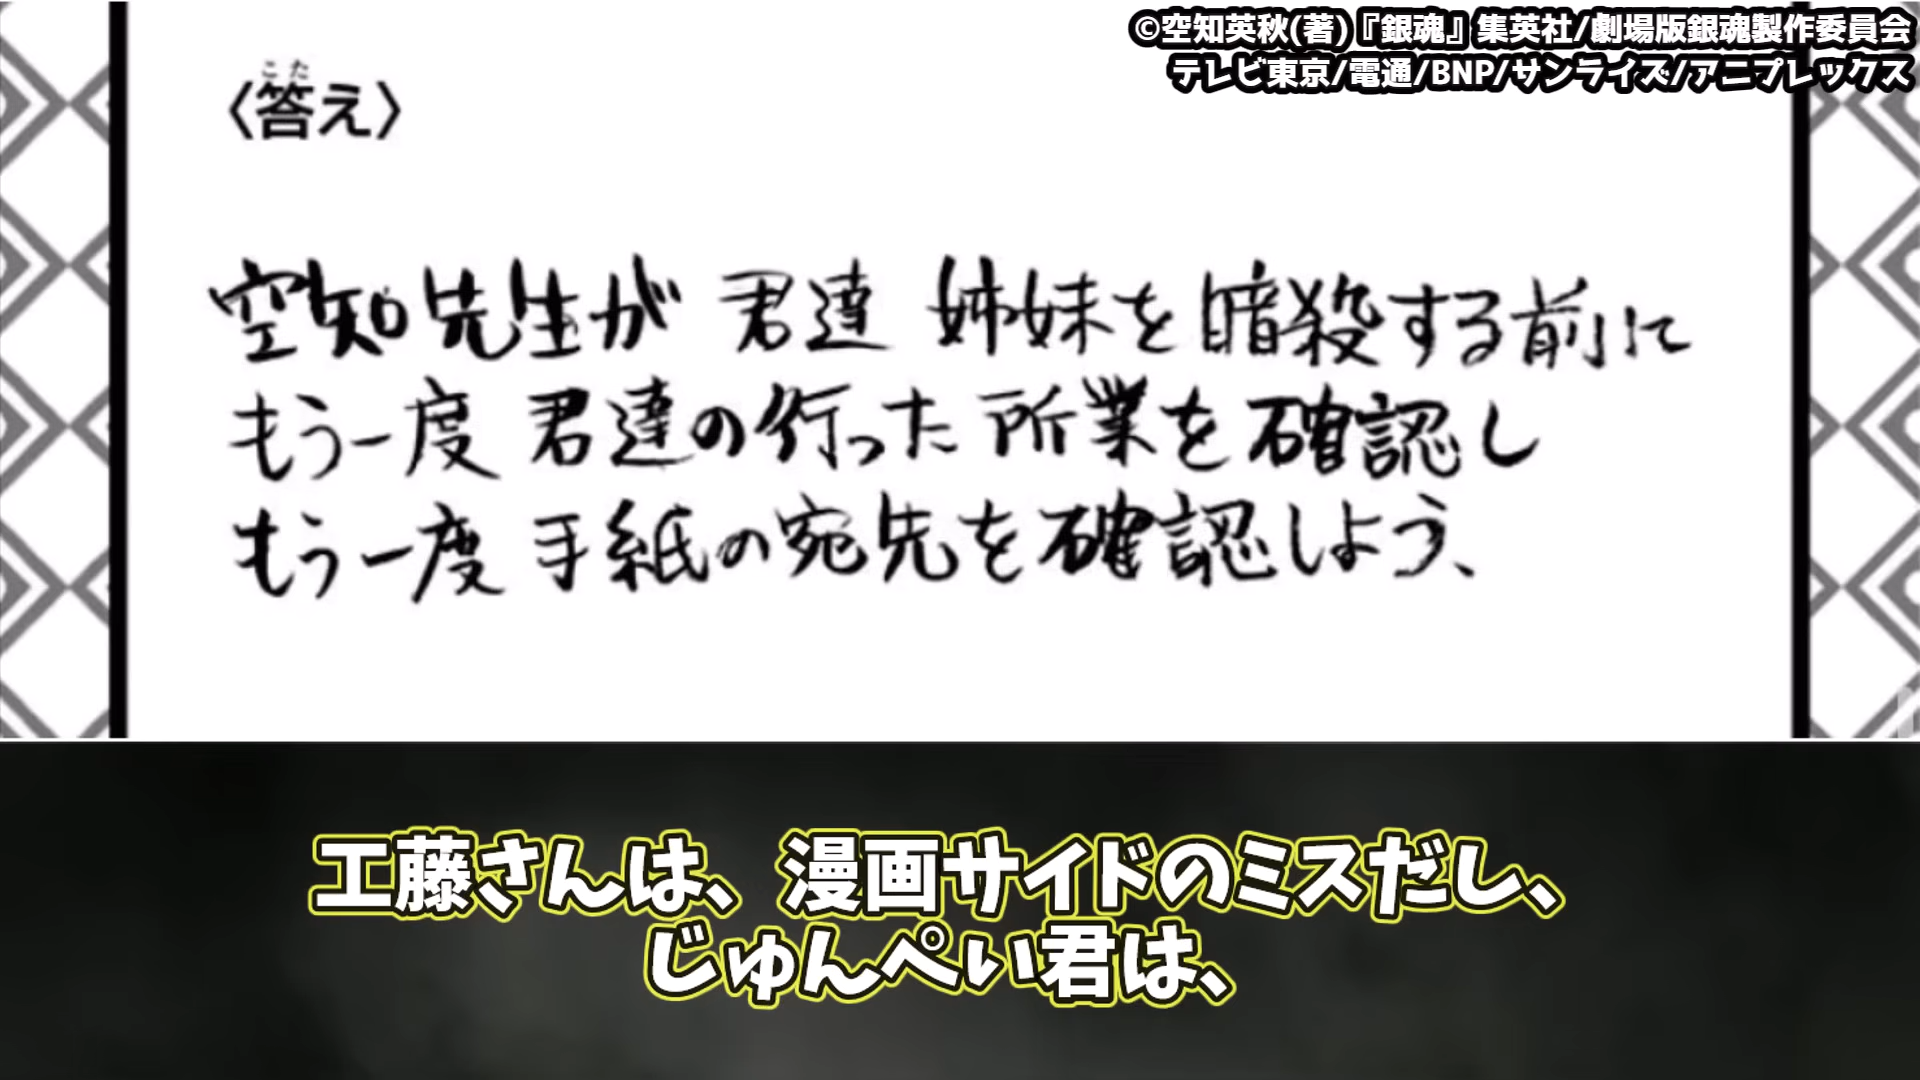 ©空知英秋(著)『銀魂』集英社/劇場版銀魂製作委員会
テレビ東京/電通/BNP/サンライズ/アニプレックス
こた
〈答え〉
空知先生が君達姉妹を暗殺する前に
もう一度君達の行った所業を確認し
もう一度手紙の宛先を確認しよう、
工藤さんは、漫画サイドのミスだし、
じゅんぺい君は、